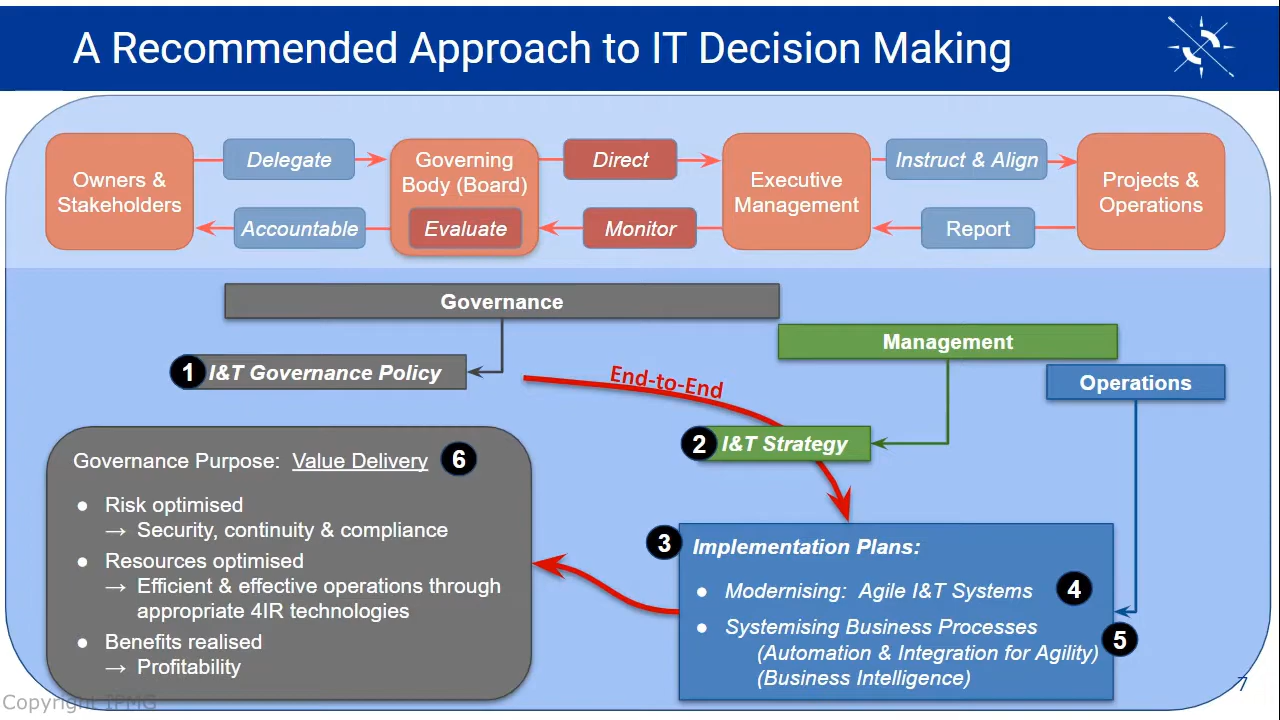 A Recommended Approach to IT Decision Making
Owners &
Stakeholders
Delegate
Accountable
Governing
Body (Board)
Evaluate
Direct
Monitor
Executive
Management
Instruct & Align
Report
Projects &
Operations
Governance
Management
Operations
1 I&T Governance Policy
End-to-End
2 I&T Strategy
Governance Purpose: Value Delivery 6
● Risk optimised
→ Security, continuity & compliance
● Resources optimised
→ Efficient & effective operations through
appropriate 4IR technologies
● Benefits realised
→ Profitability
3 Implementation Plans:
● Modernising: Agile I&T Systems 4
● Systemising Business Processes 5
(Automation & Integration for Agility)
(Business Intelligence)
Copyright IPMG
7